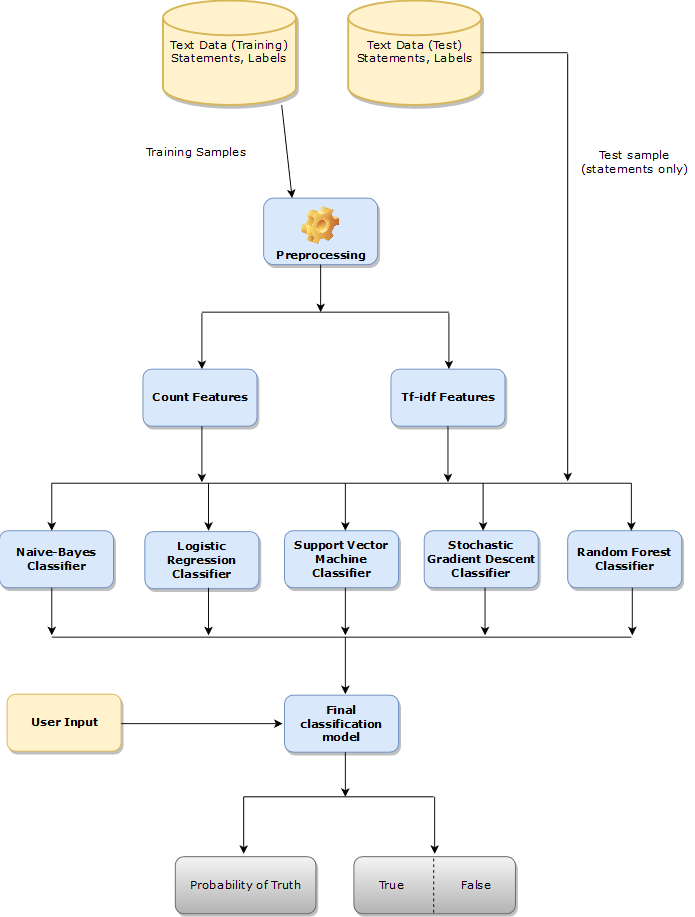 Text Data (Training)
Statements, Labels
Text Data (Test)
Statements, Labels
Training Samples
Test sample
(statements only)
Preprocessing
Count Features
Tf-idf Features
Naive-Bayes
Classifier
Logistic
Regression
Classifier
Support Vector
Machine
Classifier
Stochastic
Gradient Descent
Classifier
Random Forest
Classifier
User Input
Final
classification
model
Probability of Truth
True
False